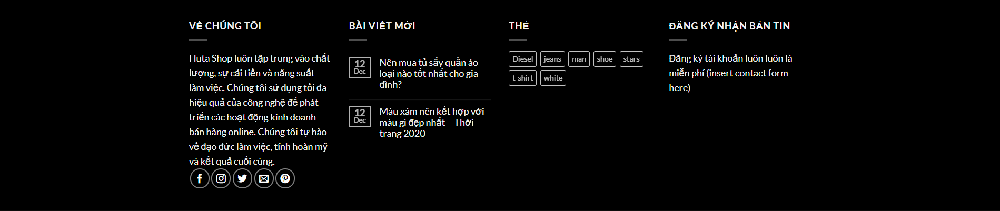 VỀ CHÚNG TÔI
Huta Shop luôn tập trung vào chất
lượng, sự cải tiến và năng suất
làm việc. Chúng tôi sử dụng tối đa
hiệu quả của công nghệ để phát
triển các hoạt động kinh doanh
bán hàng online. Chúng tôi tự hào
về đạo đức làm việc, tính hoàn mỹ
và kết quả cuối cùng.
BÀI VIẾT MỚI
12
Dec
Nên mua tủ sấy quần áo
loại nào tốt nhất cho gia
đình?
12
Dec
Màu xám nên kết hợp với
màu gì đẹp nhất – Thời
trang 2020
THẺ
Diesel jeans man shoe stars
t-shirt white
ĐĂNG KÝ NHẬN BẢN TIN
Đăng ký tài khoản luôn luôn là
miễn phí (insert contact form
here)